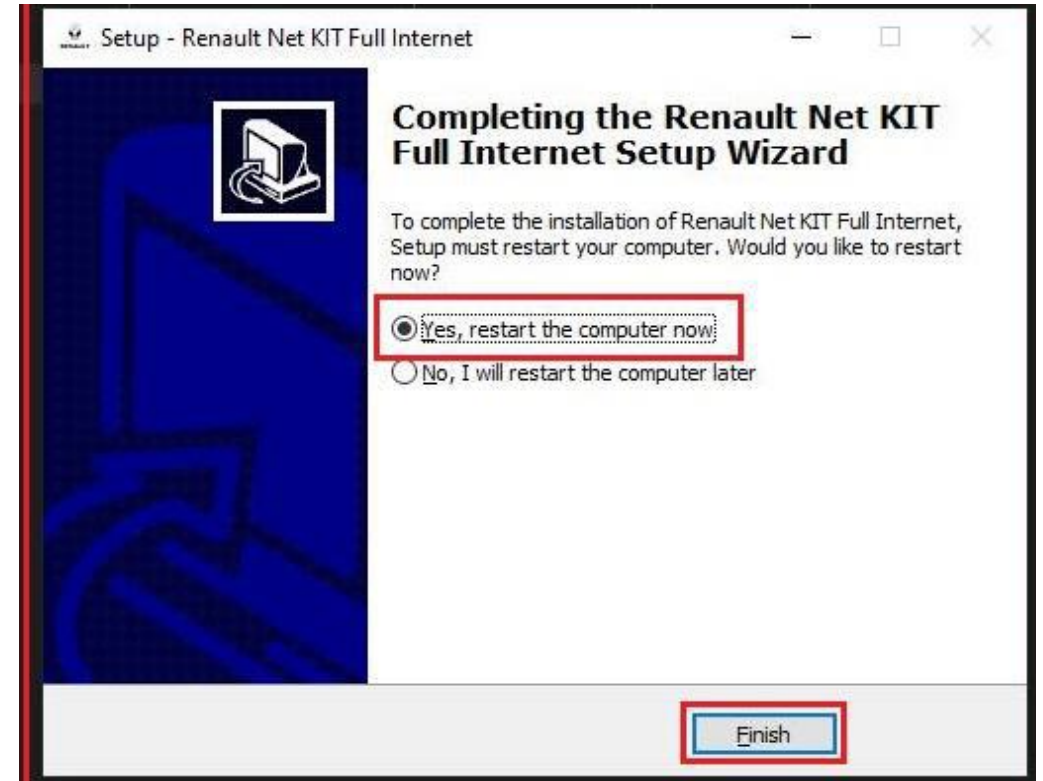 Setup - Renault Net KIT Full Internet
Completing the Renault Net KIT
Full Internet Setup Wizard
To complete the installation of Renault Net KIT Full Internet,
Setup must restart your computer. Would you like to restart
now?
Yes, restart the computer now
No, I will restart the computer later
Finish